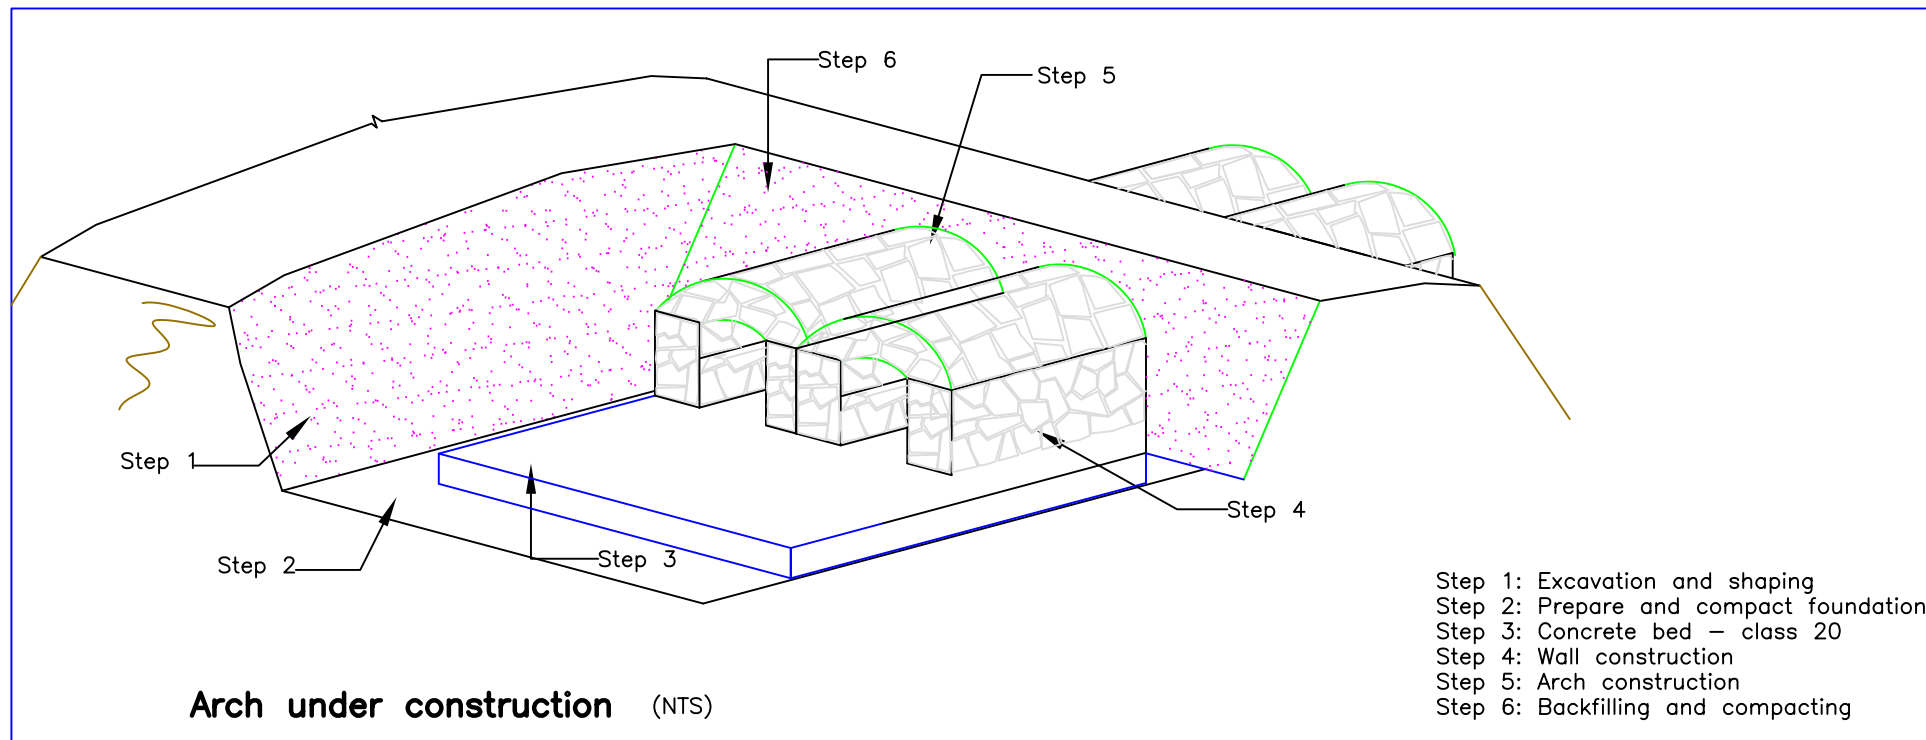 Step 6
Step 5
Step 1
Step 4
Step 2
Step 3
Step 1: Excavation and shaping
Step 2: Prepare and compact foundation
Step 3: Concrete bed – class 20
Step 4: Wall construction
Step 5: Arch construction
Step 6: Backfilling and compacting
Arch under construction (NTS)